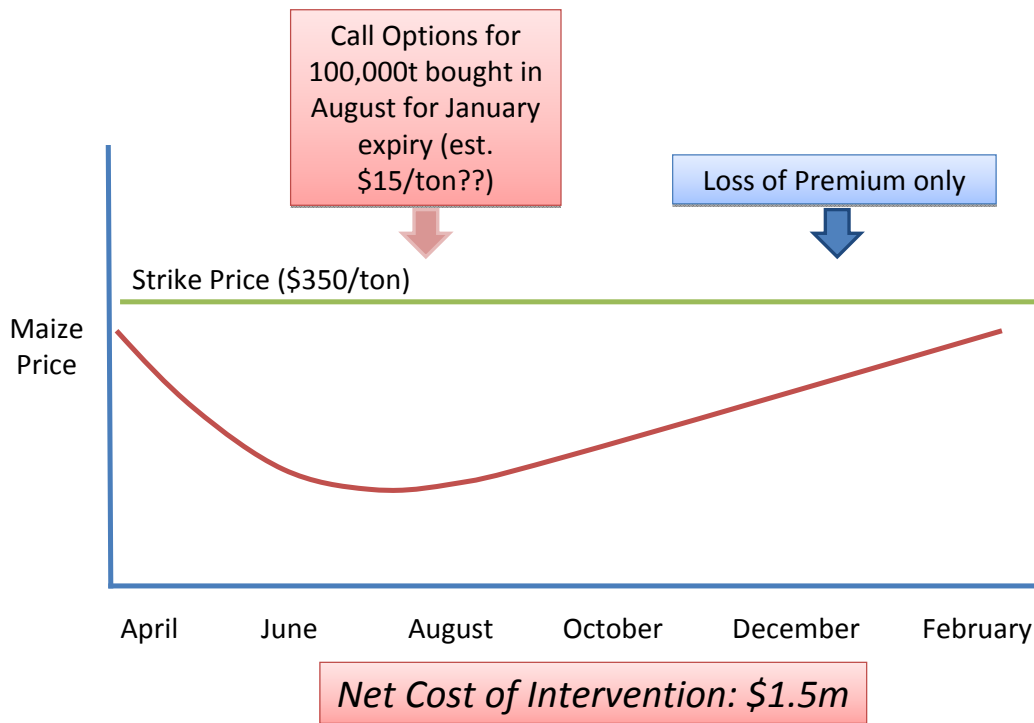 Call Options for
100,000t bought in
August for January
expiry (est.
$15/ton??)
Loss of Premium only
Strike Price ($350/ton)
Maize
Price
April June August October December February
Net Cost of Intervention: $1.5m